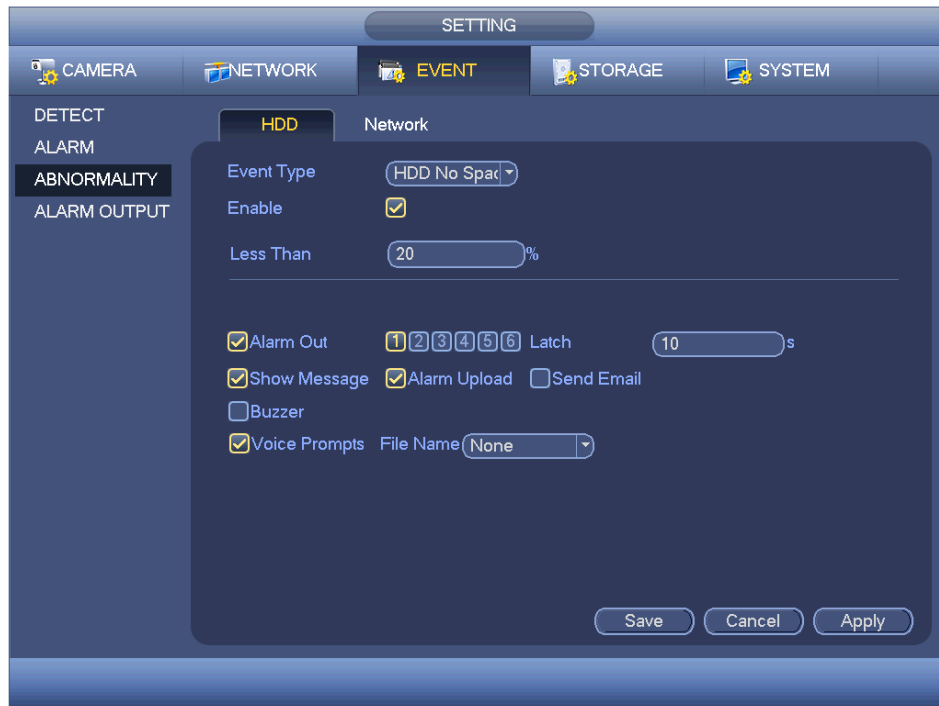 SETTING
CAMERA NETWORK EVENT STORAGE SYSTEM
DETECT
ALARM
ABNORMALITY
ALARM OUTPUT
HDD Network
Event Type HDD No Spac
Enable
Less Than 20 %
Alarm Out 1 2 3 4 5 6 Latch 10 s
Show Message Alarm Upload Send Email
Buzzer
Voice Prompts File Name None
Save Cancel Apply